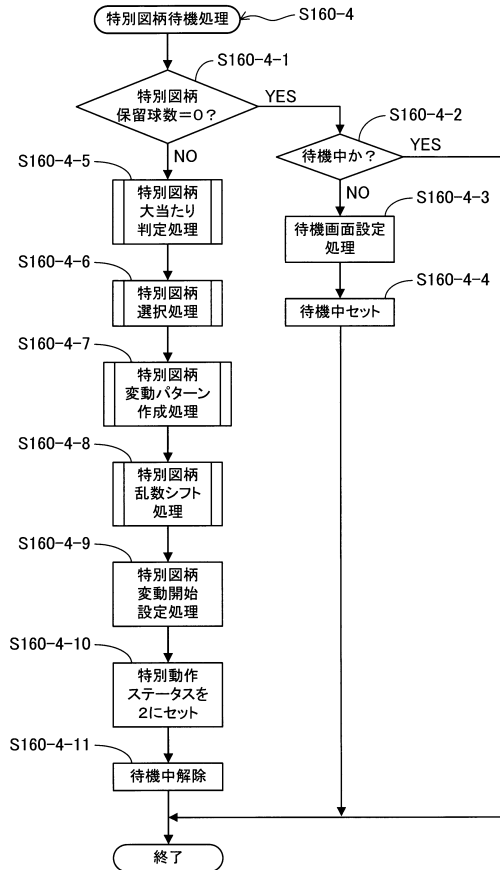 特別図柄待機処理
S160-4
S160-4-1
特別図柄
保留球数=0?
YES
NO
S160-4-2
待機中か?
YES
NO
S160-4-3
待機画面設定
処理
S160-4-4
待機中セット
S160-4-5
特別図柄
大当たり
判定処理
S160-4-6
特別図柄
選択処理
S160-4-7
特別図柄
変動パターン
作成処理
S160-4-8
特別図柄
乱数シフト
処理
S160-4-9
特別図柄
変動開始
設定処理
S160-4-10
特別動作
ステータスを
2にセット
S160-4-11
待機中解除
終了